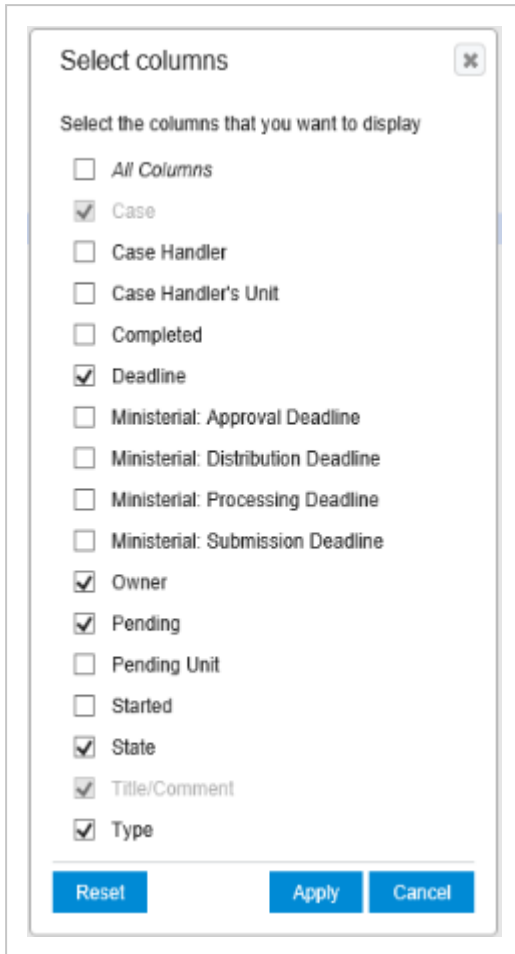 Select columns
Select the columns that you want to display
All Columns
Case
Case Handler
Case Handler's Unit
Completed
Deadline
Ministerial: Approval Deadline
Ministerial: Distribution Deadline
Ministerial: Processing Deadline
Ministerial: Submission Deadline
Owner
Pending
Pending Unit
Started
State
Title/Comment
Type
Reset Apply Cancel